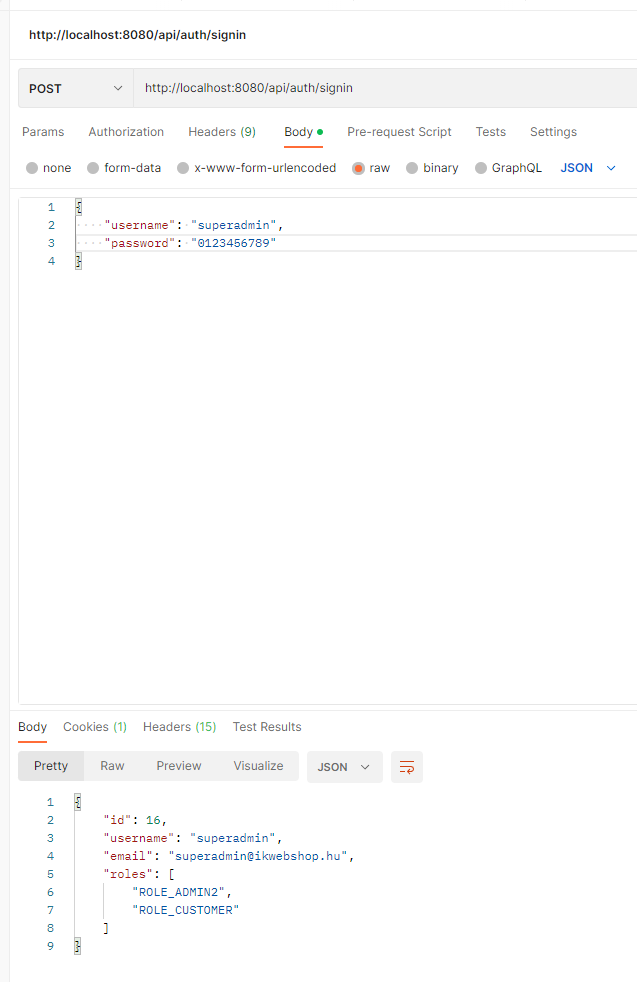 http://localhost:8080/api/auth/signin
POST http://localhost:8080/api/auth/signin
Params Authorization Headers (9) Body Pre-request Script Tests Settings
none form-data x-www-form-urlencoded raw binary GraphQL JSON
1 {
2 "username": "superadmin",
3 "password": "0123456789"
4 }
Body Cookies (1) Headers (15) Test Results
Pretty Raw Preview Visualize JSON
1 {
2 "id": 16,
3 "username": "superadmin",
4 "email": "superadmin@ikwebshop.hu",
5 "roles": [
6 "ROLE_ADMIN2",
7 "ROLE_CUSTOMER"
8 ]
9 }